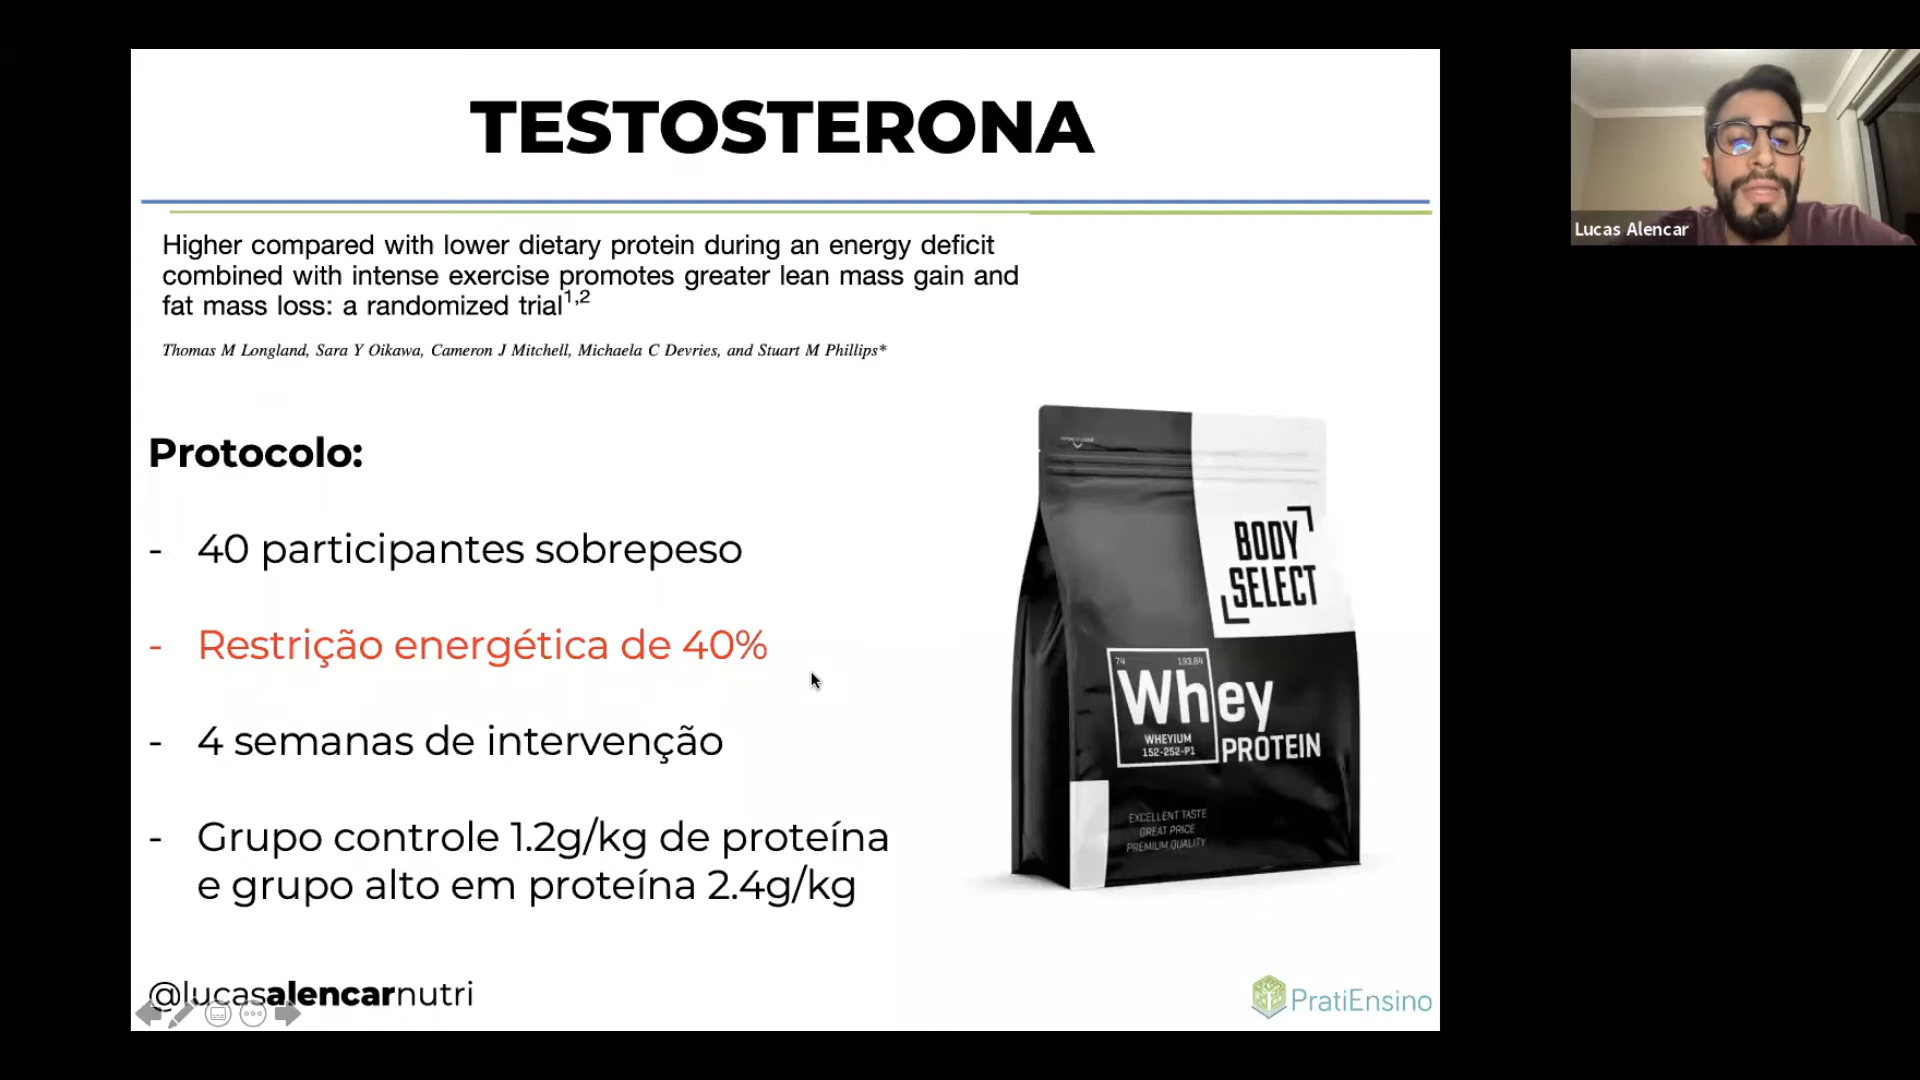 TESTOSTERONA
Higher compared with lower dietary protein during an energy deficit
combined with intense exercise promotes greater lean mass gain and
fat mass loss: a randomized trial1,2
Thomas M Longland, Sara Y Oikawa, Cameron J Mitchell, Michaela C Devries, and Stuart M Phillips*
Protocolo:
- 40 participantes sobrepeso
- Restrição energética de 40%
- 4 semanas de intervenção
- Grupo controle 1.2g/kg de proteína
e grupo alto em proteína 2.4g/kg
BODY
SELECT
74 193.84
Whey
WHEYIUM
152-252-P1
PROTEIN
EXCELLENT TASTE
GREAT PRICE
PREMIUM QUALITY
@lucasalencarnutri
PratiEnsino
Lucas Alencar